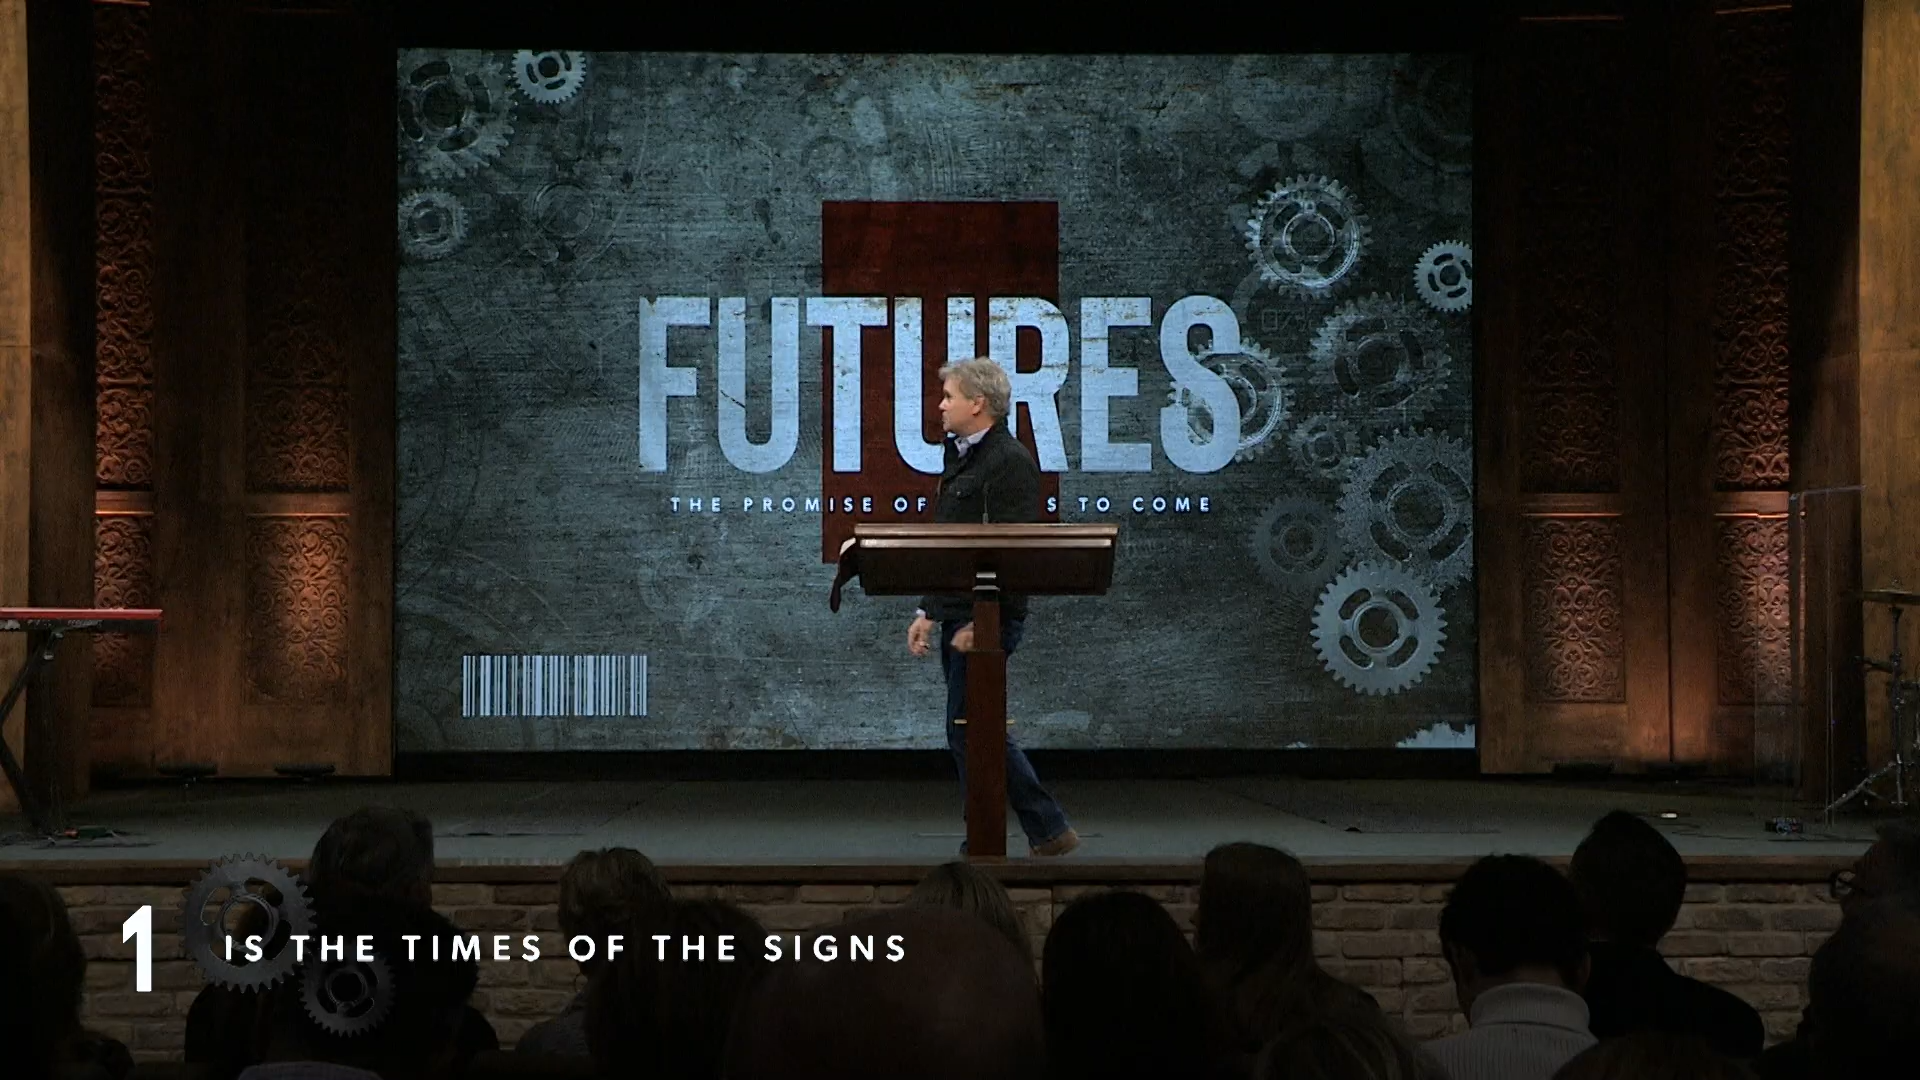 FUTURES
THE PROMISE OF S TO COME
1 IS THE TIMES OF THE SIGNS